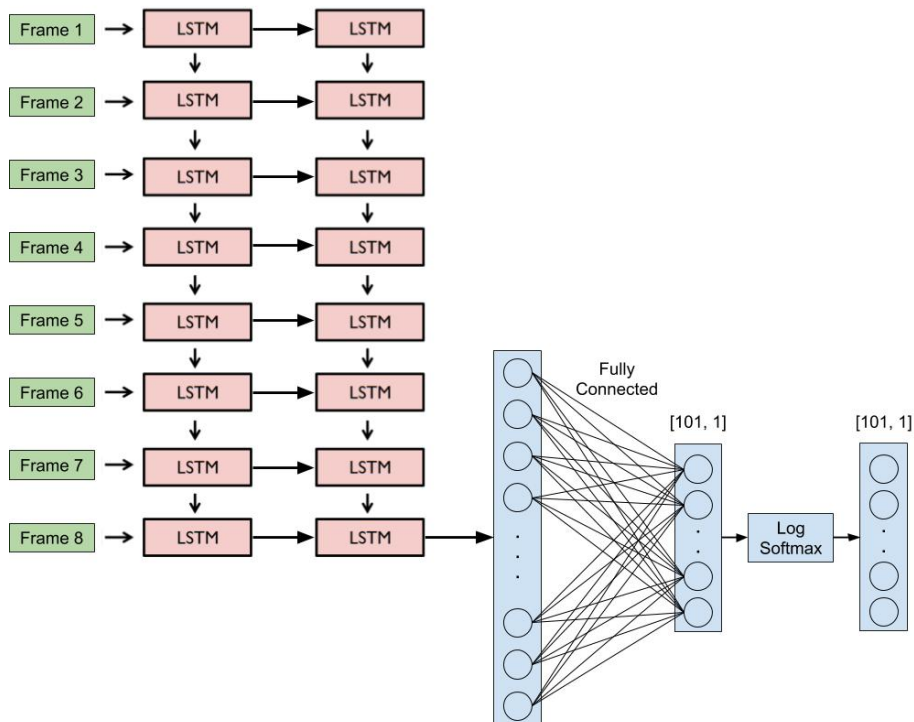 Frame 1 LSTM LSTM
Frame 2 LSTM LSTM
Frame 3 LSTM LSTM
Frame 4 LSTM LSTM
Frame 5 LSTM LSTM
Frame 6 LSTM LSTM
Frame 7 LSTM LSTM
Frame 8 LSTM LSTM
Fully
Connected
[101, 1]
Log
Softmax
[101, 1]